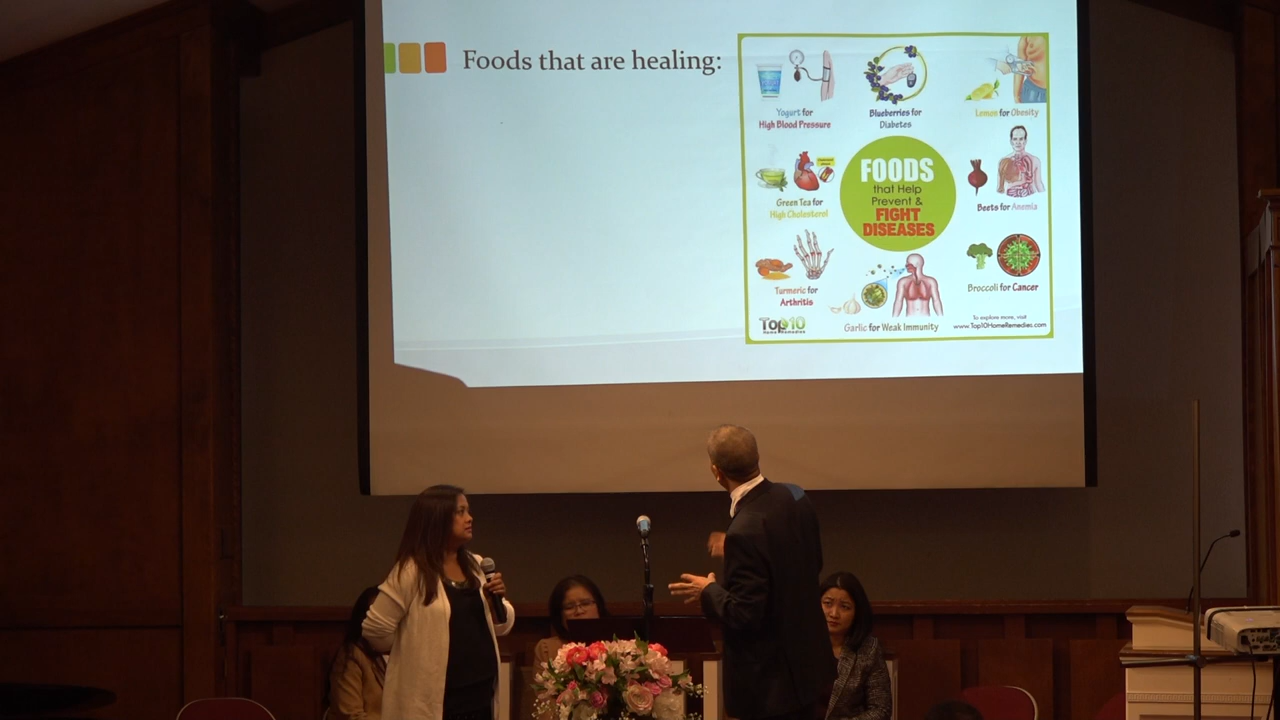 Foods that are healing:
Yogurt for
High Blood Pressure
Blueberries for
Diabetes
Lemon for Obesity
Green Tea for
High Cholesterol
FOODS
that Help
Prevent &
FIGHT
DISEASES
Beets for Anemia
Turmeric for
Arthritis
Broccoli for Cancer
Garlic for Weak Immunity
Top10
Home Remedies
To explore more, visit
www.Top10HomeRemedies.com